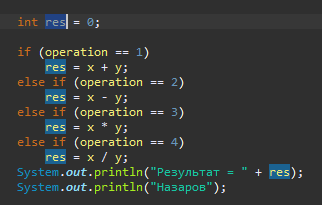 int res = 0;
if (operation == 1)
res = x + y;
else if (operation == 2)
res = x - y;
else if (operation == 3)
res = x * y;
else if (operation == 4)
res = x / y;
System.out.println("Результат = " + res);
System.out.println("Назаров");